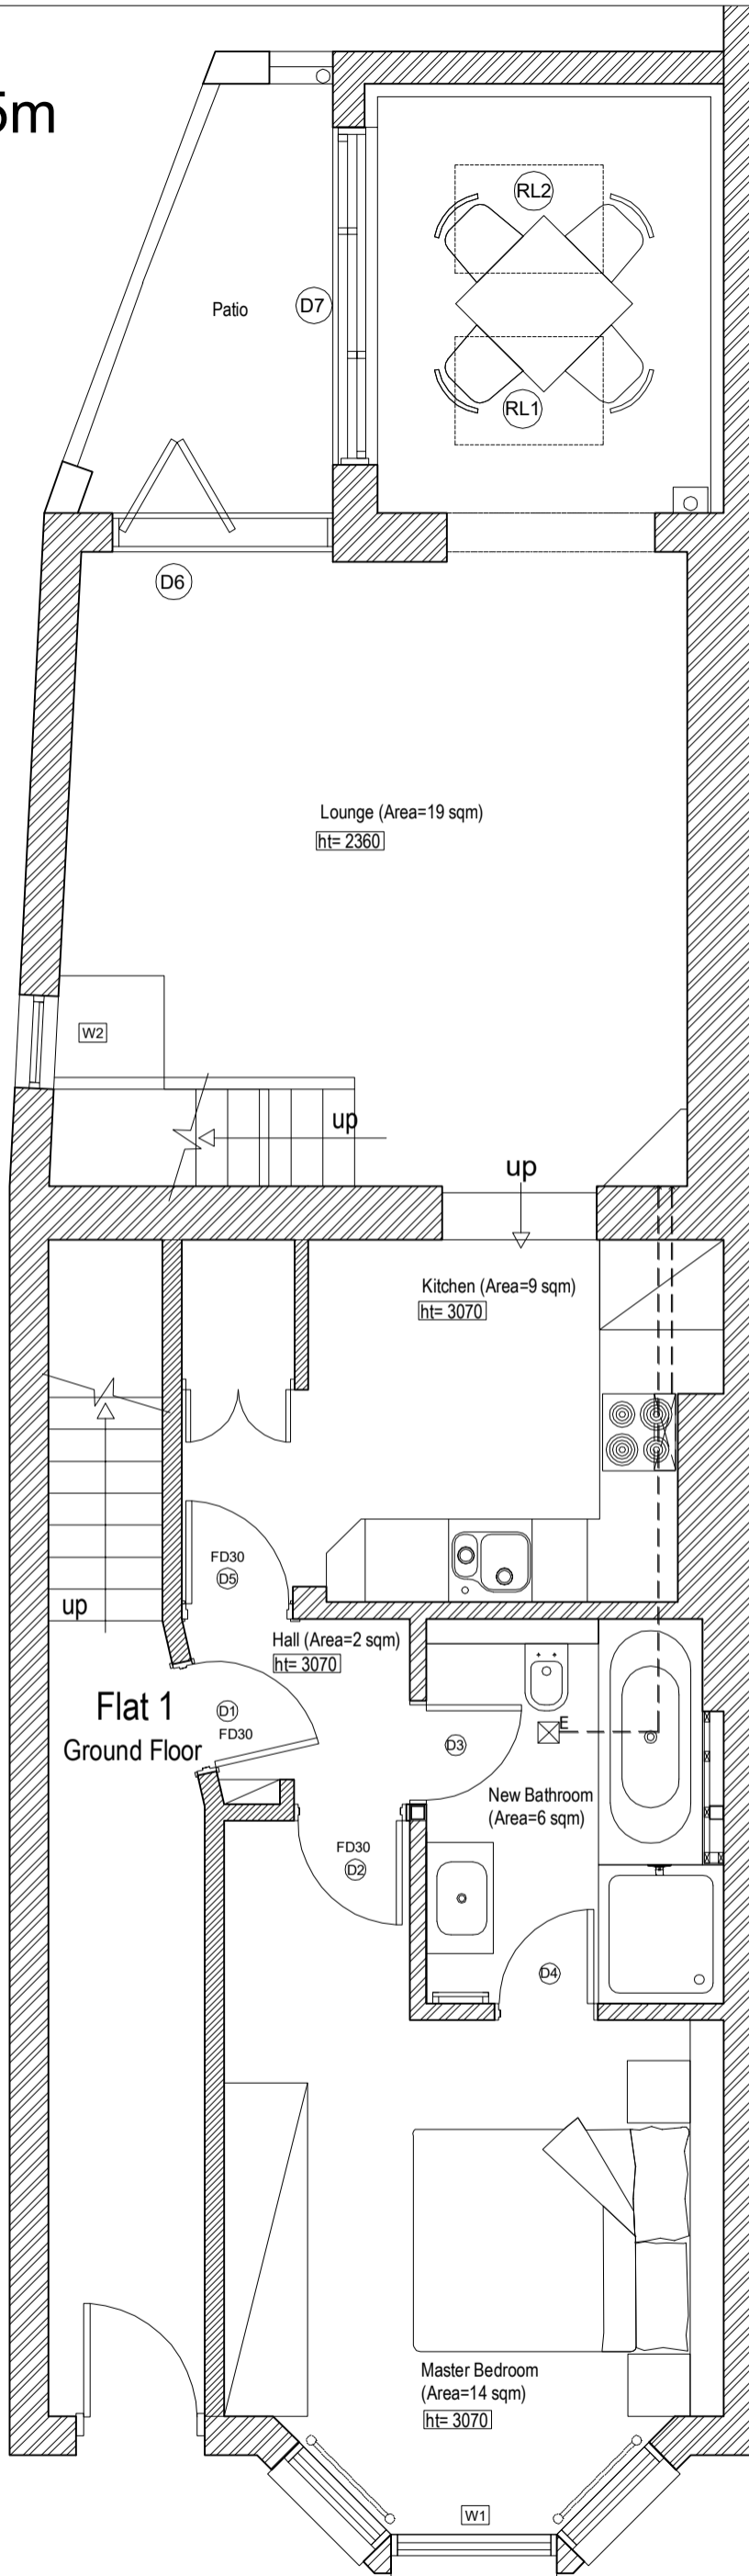 5m
RL2
Patio
D7
RL1
D6
Lounge (Area=19 sqm)
ht= 2360
W2
up
up
Kitchen (Area=9 sqm)
ht= 3070
FD30
D5
up
Hall (Area=2 sqm)
ht= 3070
Flat 1
Ground Floor
D1
FD30
E
D3
New Bathroom
(Area=6 sqm)
FD30
D2
D4
Master Bedroom
(Area=14 sqm)
ht= 3070
W1